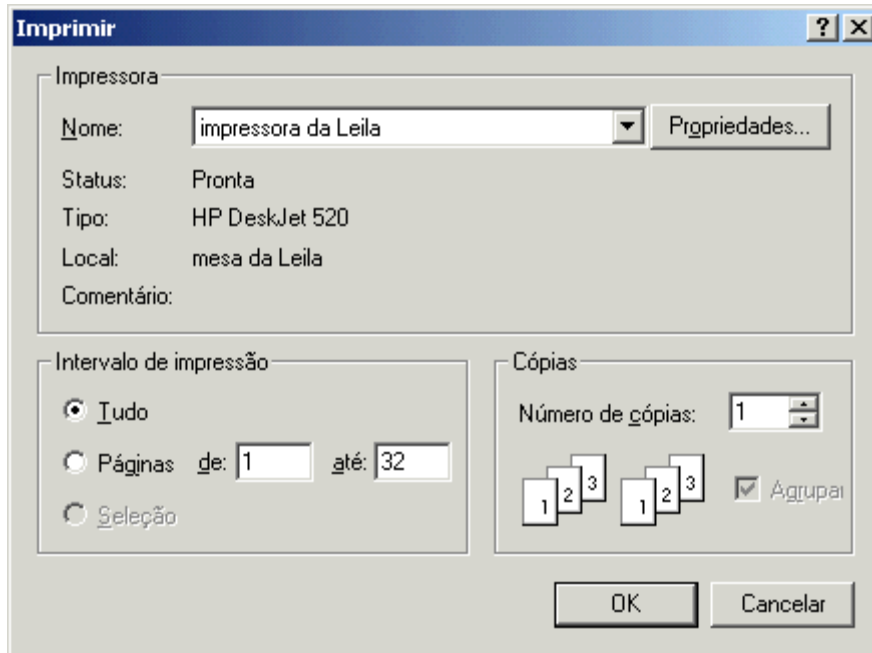 Imprimir
Impressora
Nome: impressora da Leila Propriedades...
Status: Pronta
Tipo: HP DeskJet 520
Local: mesa da Leila
Comentário:
Intervalo de impressão
Tudo
Páginas de: 1 até: 32
Seleção
Cópias
Número de cópias: 1
1 2 3 1 2 3 Agrupar
OK Cancelar